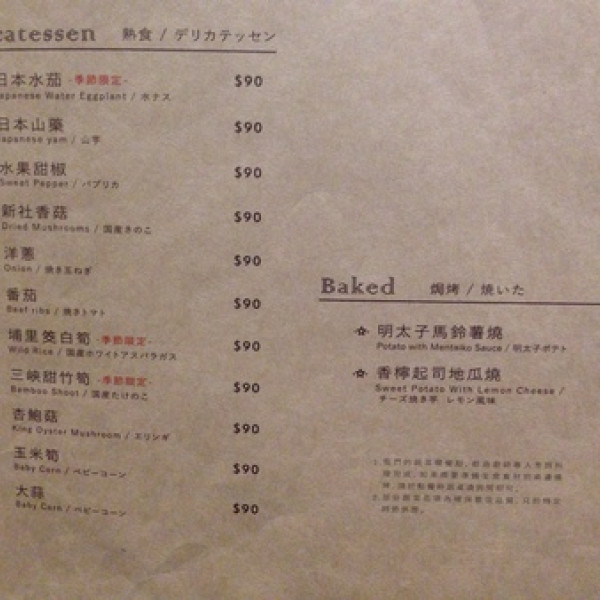 catessen 熟食 / デリカテッセン
日本水茄 -季節限定- $90
Japanese Water Eggplant / 水ナス
日本山藥 $90
Japanese yam / 山芋
水果甜椒 $90
Sweet Pepper / パプリカ
新社香菇 $90
Dried Mushrooms / 国産きのこ
洋蔥 $90
Onion / 焼き玉ねぎ
番茄 $90
Beef ribs / 焼きトマト
埔里筊白筍 -季節限定- $90
Wild Rice / 国産ホワイトアスパラガス
三峽甜竹筍 -季節限定- $90
Bamboo Shoot / 国産たけのこ
杏鮑菇 $90
King Oyster Mushroom / エリンギ
玉米筍 $90
Baby Corn / ベビーコーン
大蒜 $90
Baby Corn / ベビーコーン
Baked 焗烤 / 焼いた
明太子馬鈴薯燒
Potato with Mentaiko Sauce / 明太子ポテト
香檸起司地瓜燒
Sweet Potato With Lemon Cheese /
チーズ焼き芋 レモン風味